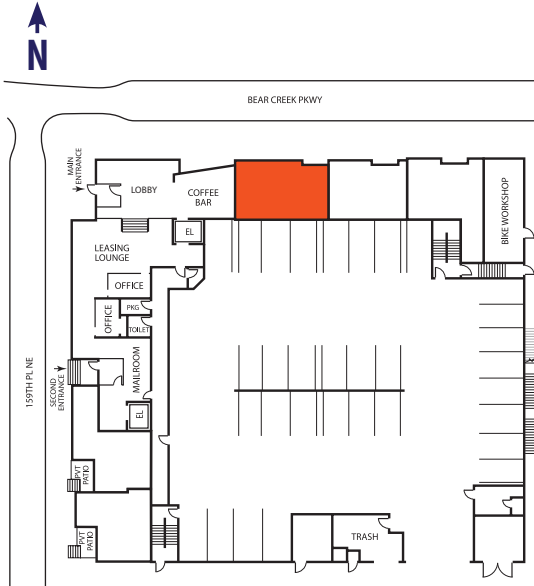 N
BEAR CREEK PKWY
MAIN
ENTRANCE
LOBBY
COFFEE
BAR
BIKE WORKSHOP
EL
LEASING
LOUNGE
OFFICE
OFFICE
PKG
TOILET
159TH PL NE
SECOND
ENTRANCE
MAILROOM
EL
PVT
PATIO
PVT
PATIO
TRASH